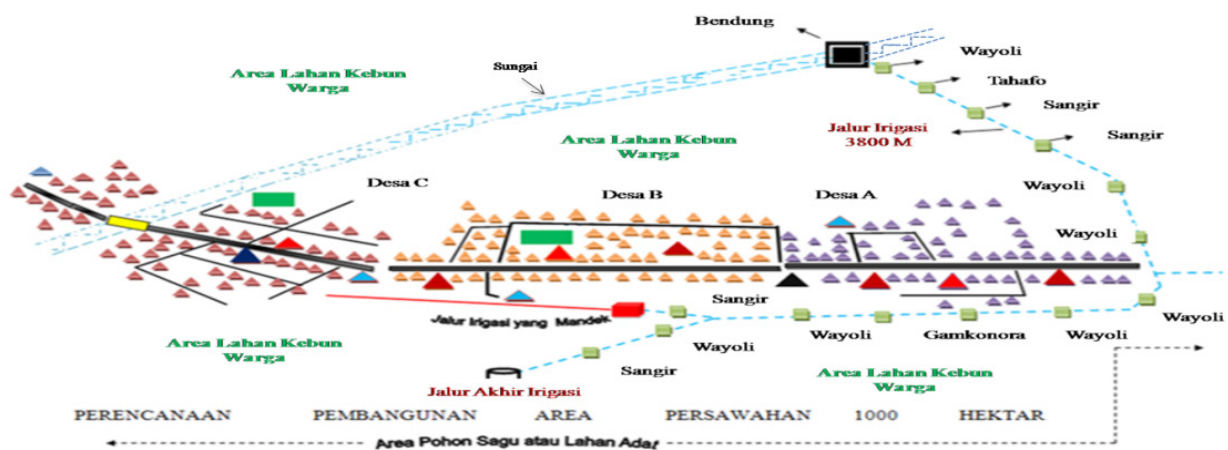 Bendung
Wayoli
Sungai
Area Lahan Kebun
Warga
Tahafo
Sangir
Jalur Irigasi
3800 M
Sangir
Area Lahan Kebun
Warga
Desa C
Desa B
Desa A
Wayoli
Wayoli
Sangir
Jalur Irigasi yang Mandek
Wayoli
Gamkonora
Wayoli
Wayoli
Area Lahan Kebun
Warga
Wayoli
Sangir
Area Lahan Kebun
Warga
Jalur Akhir Irigasi
PERENCANAAN PEMBANGUNAN AREA PERSAWAHAN 1000 HEKTAR
Area Pohon Sagu atau Lahan Adat